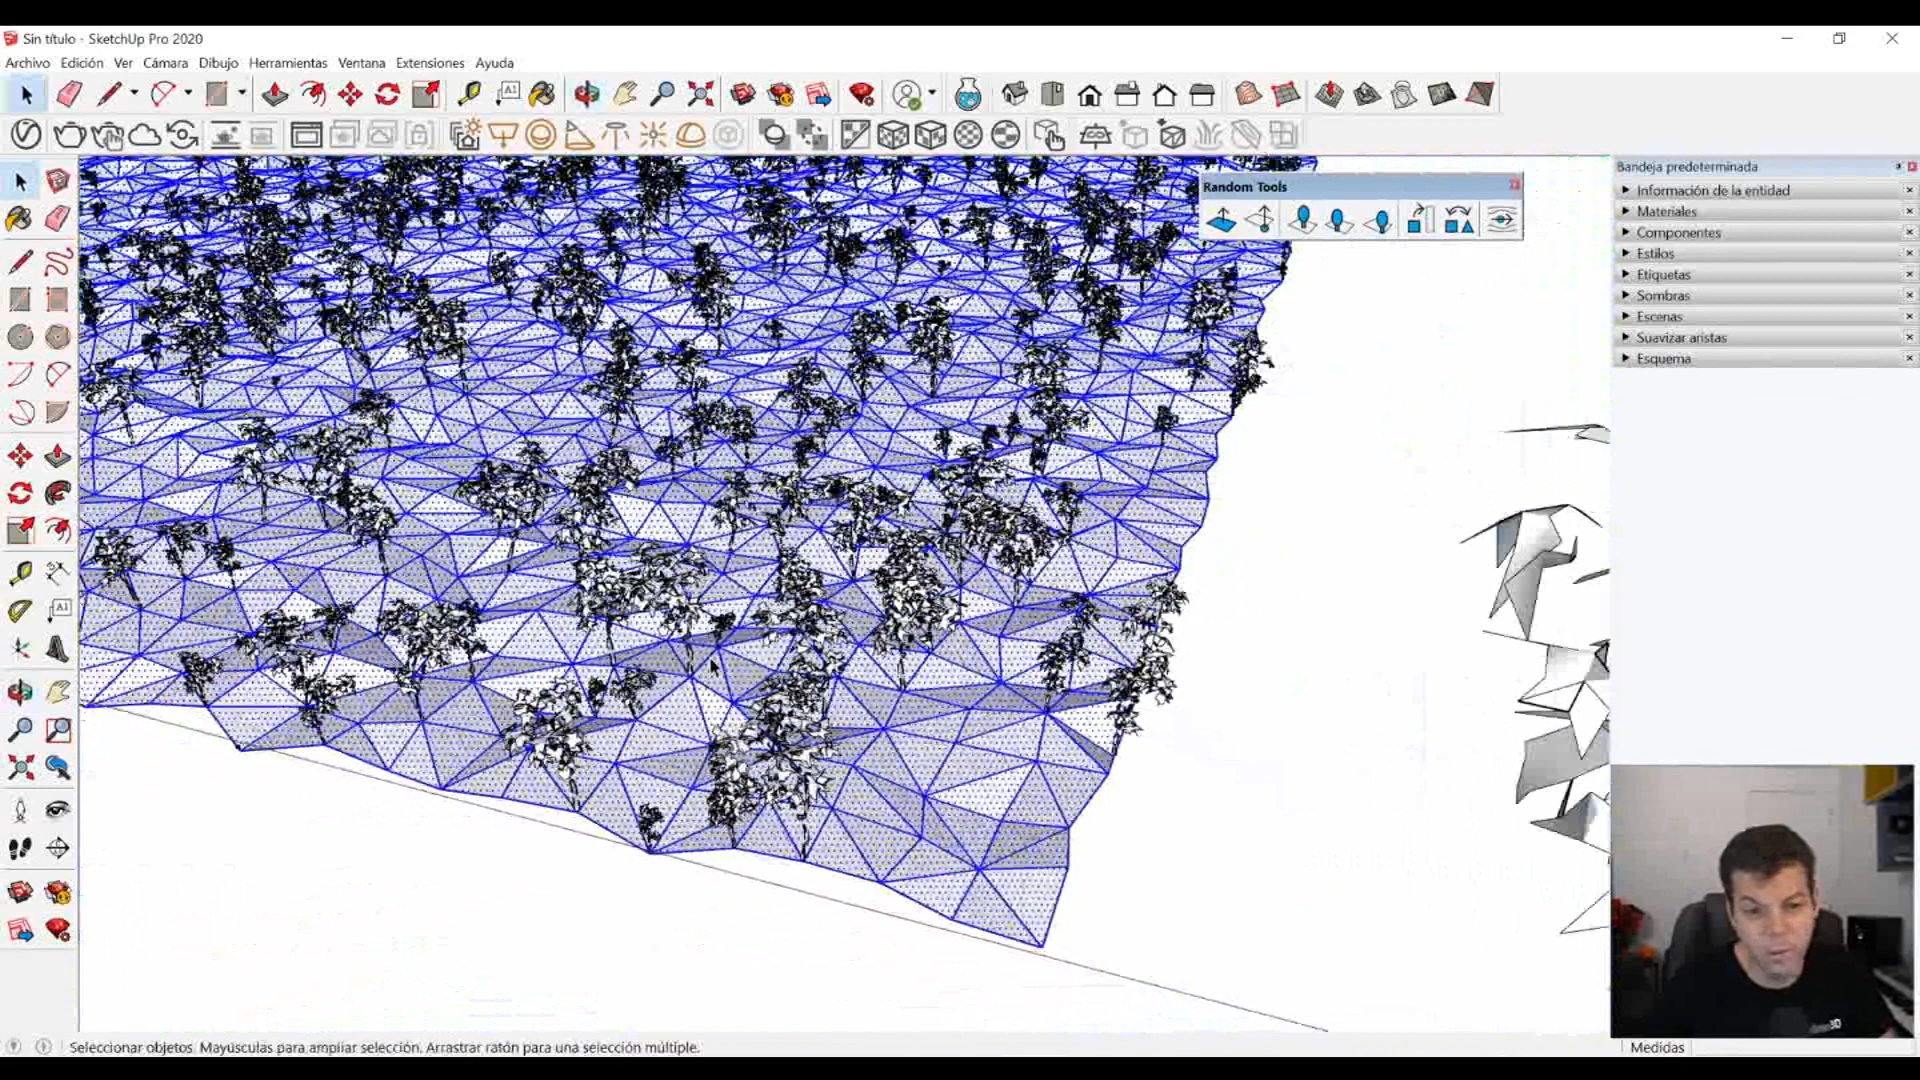 Sin título - SketchUp Pro 2020
Archivo Edición Ver Cámara Dibujo Herramientas Ventana Extensiones Ayuda
Random Tools
Bandeja predeterminada
Información de la entidad
Materiales
Componentes
Estilos
Etiquetas
Sombras
Escenas
Suavizar aristas
Esquema
Seleccionar objetos. Mayúsculas para ampliar selección. Arrastrar ratón para una selección múltiple.
Medidas